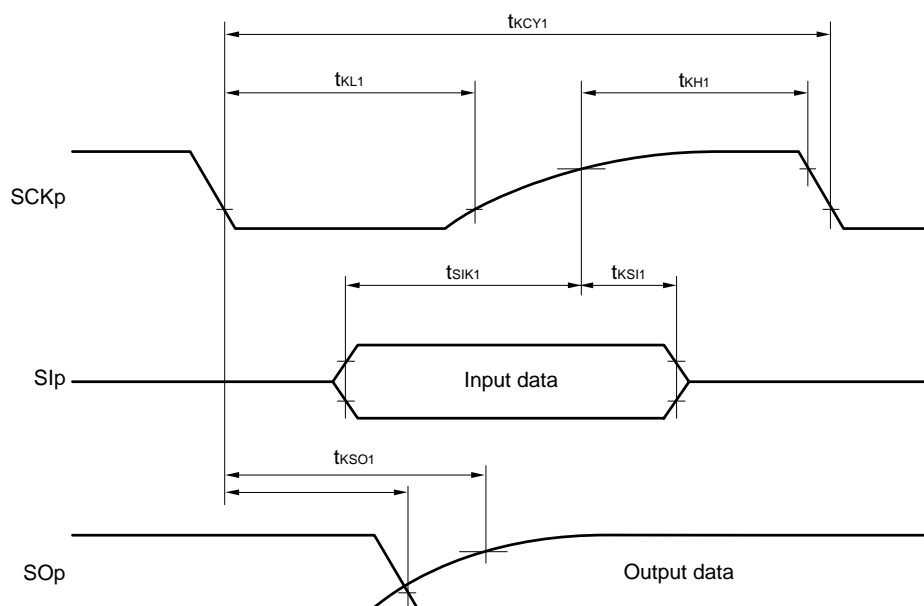 tKCY1
tKL1
tKH1
SCKp
tSIK1
tKSI1
SIp
Input data
tKSO1
SOp
Output data